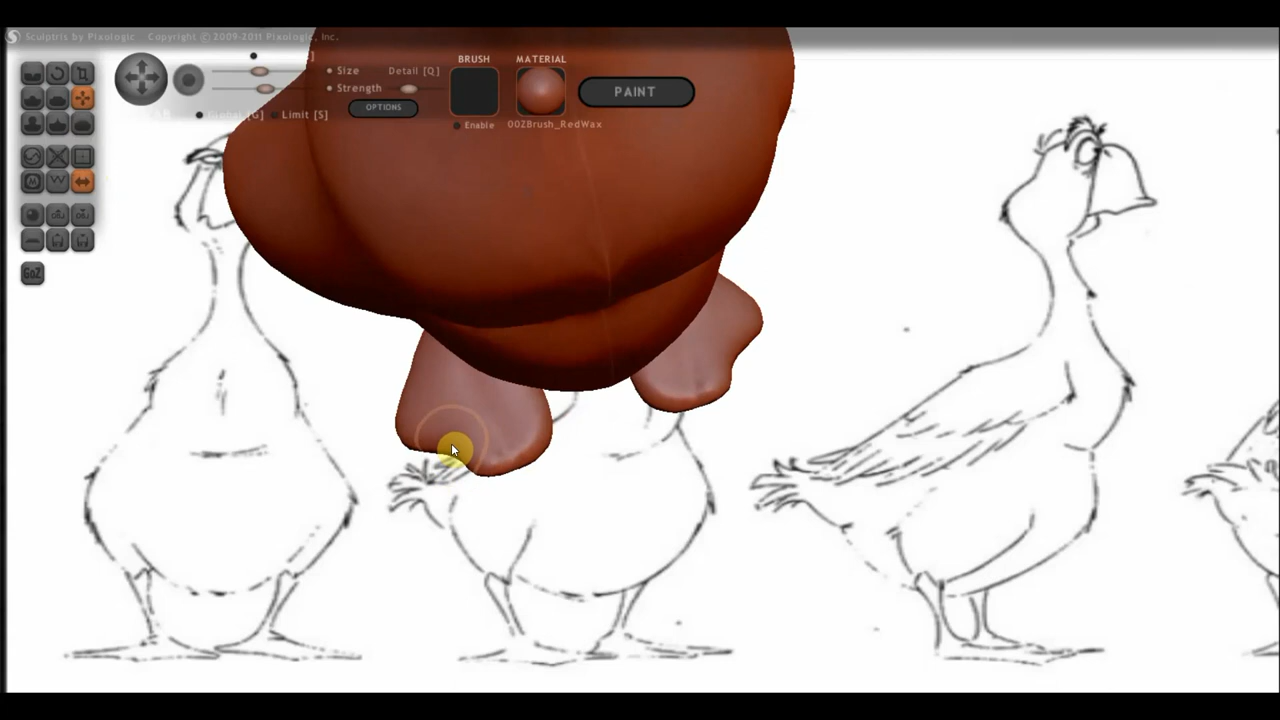 Sculptris by Pixologic Copyright © 2009-2011 Pixologic, Inc.
BRUSH MATERIAL
Size Detail [Q]
Strength PAINT
OPTIONS
Global [G] Limit [S]
Enable 00ZBrush_RedWax
GoZ